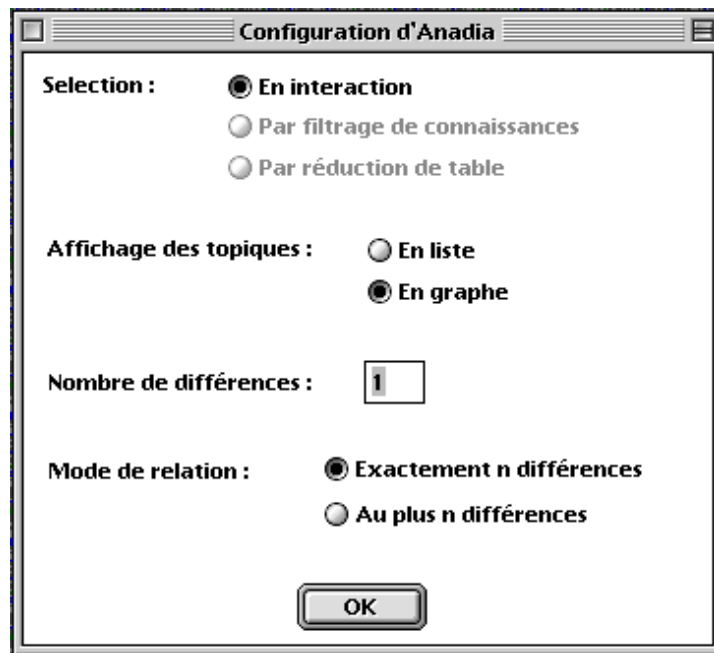 Configuration d'Anadia
Selection : En interaction
Par filtrage de connaissances
Par réduction de table
Affichage des topiques : En liste
En graphe
Nombre de différences : 1
Mode de relation : Exactement n différences
Au plus n différences
OK